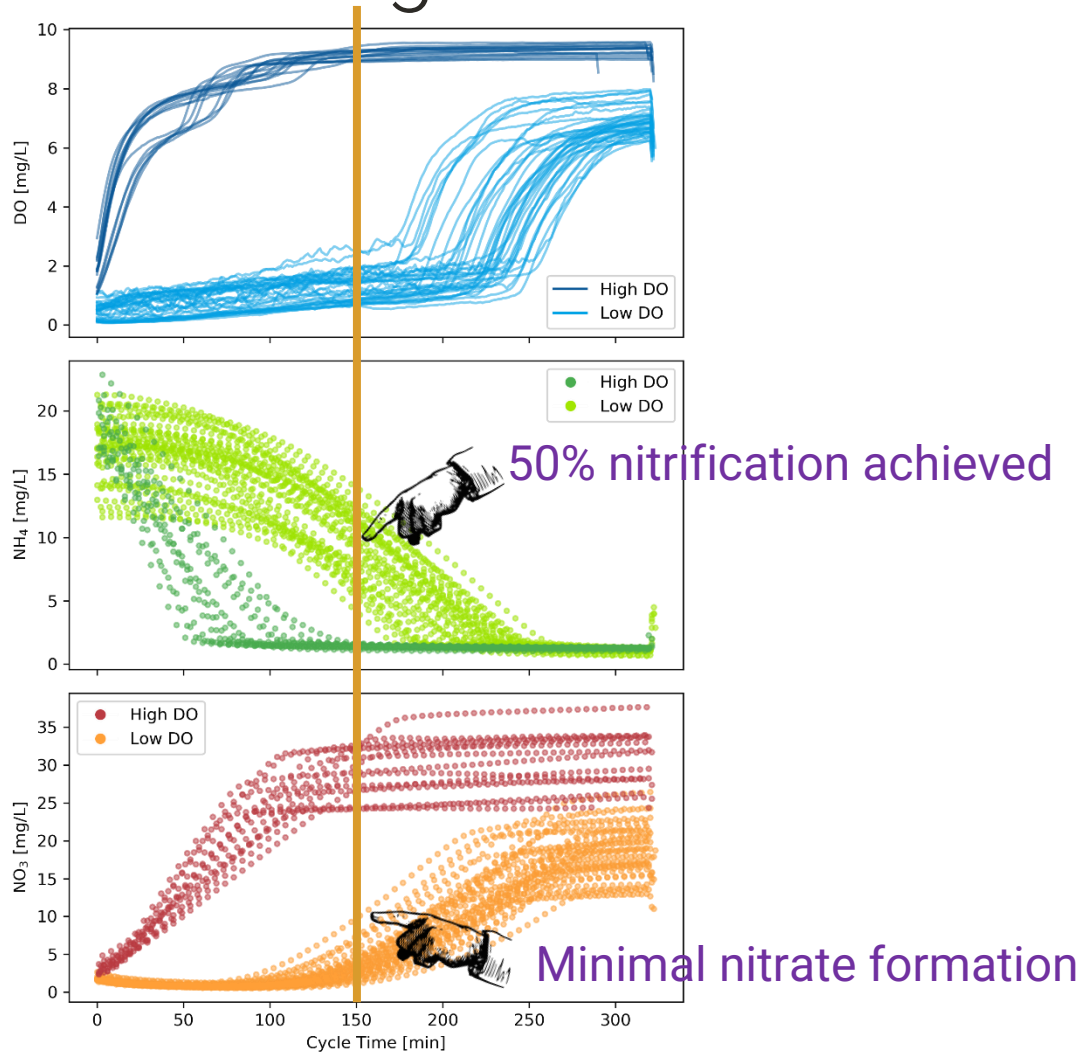 10
8
6
4
2
0
DO [mg/L]
High DO
Low DO
20
15
10
5
0
NH₄ [mg/L]
High DO
Low DO
50% nitrification achieved
35
30
25
20
15
10
5
0
NO₃ [mg/L]
High DO
Low DO
Minimal nitrate formation
0 50 100 150 200 250 300
Cycle Time [min]